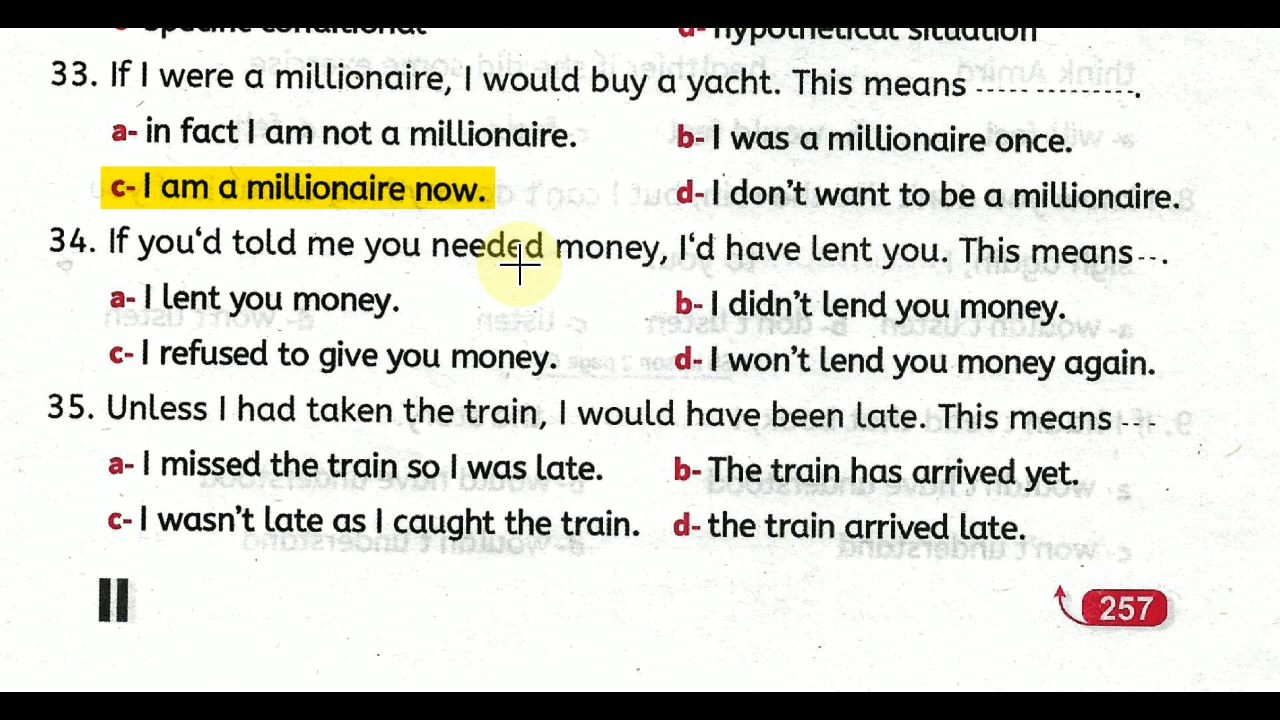 c- specific conditional d- hypothetical situation
33. If I were a millionaire, I would buy a yacht. This means ----- ----------.
a- in fact I am not a millionaire. b- I was a millionaire once.
c- I am a millionaire now. d- I don't want to be a millionaire.
34. If you'd told me you needed money, I'd have lent you. This means --.
a- I lent you money. b- I didn't lend you money.
c- I refused to give you money. d- I won't lend you money again.
35. Unless I had taken the train, I would have been late. This means ---
a- I missed the train so I was late. b- The train has arrived yet.
c- I wasn't late as I caught the train. d- the train arrived late.
257